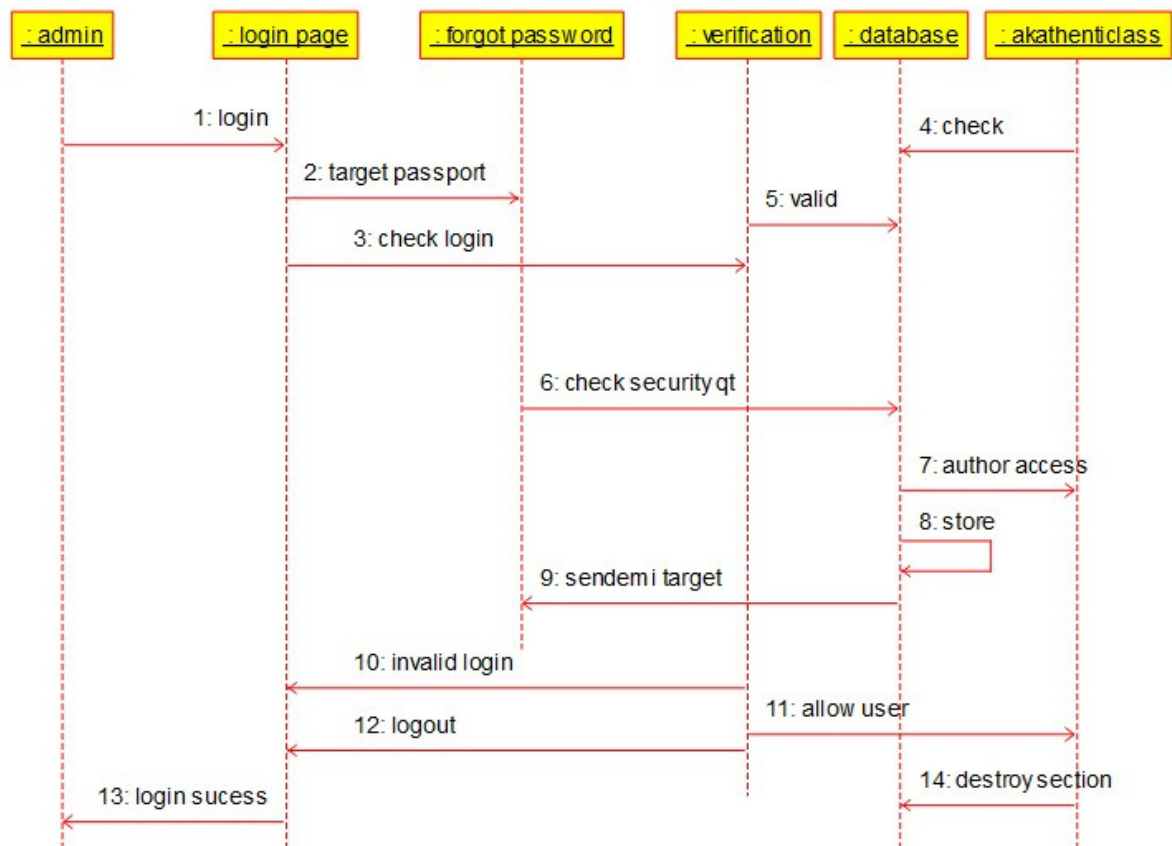 : admin
: login page
: forgot password
: verification
: database
: akathenticlass
1: login
4: check
2: target passport
5: valid
3: check login
6: check security qt
7: author access
8: store
9: sendemi target
10: invalid login
11: allow user
12: logout
14: destroy section
13: login sucess